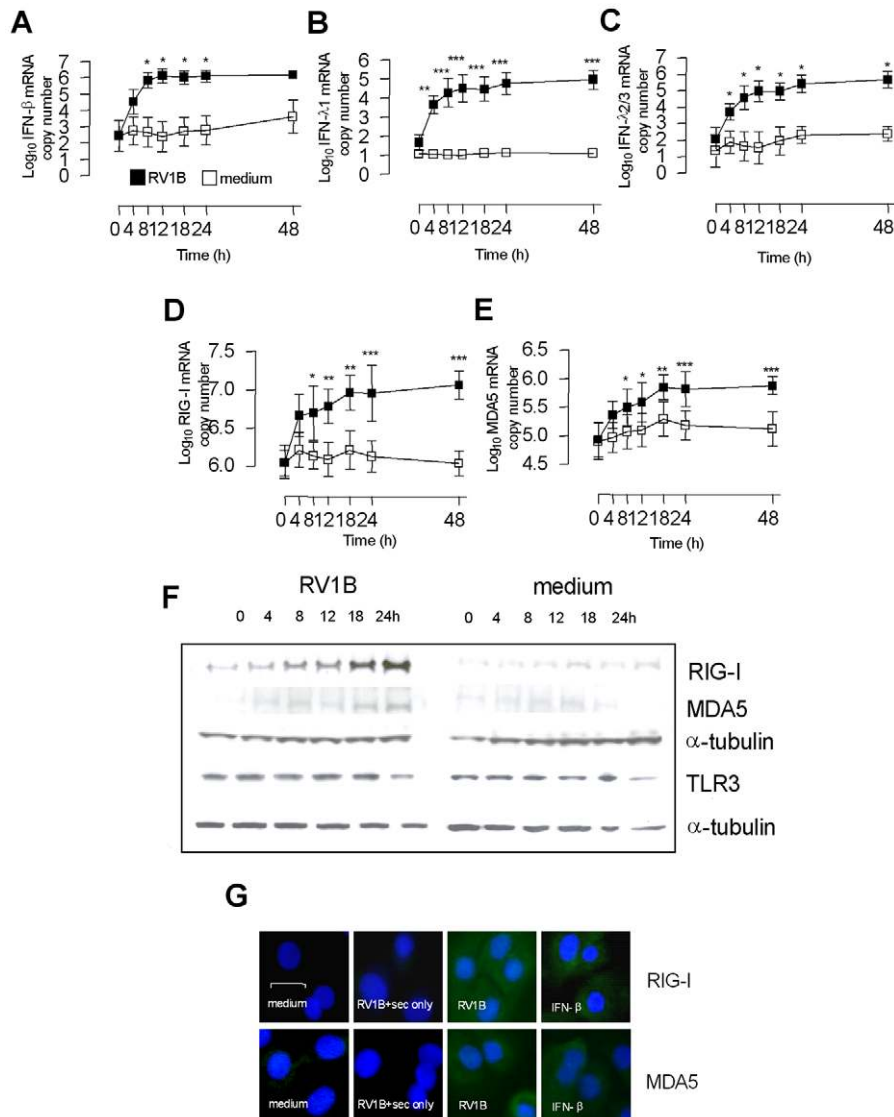 A
B
C
Log10 IFN-β mRNA
copy number
7
6
5
4
3
2
1
0
* * * *
RV1B medium
0 4 8 12 18 24 48
Time (h)
Log10 IFN-λ1 mRNA
copy number
6
5
4
3
2
1
0
** *** *** *** *** ***
0 4 8 12 18 24 48
Time (h)
Log10 IFN-λ2/3 mRNA
copy number
7
6
5
4
3
2
1
0
* * * * * *
0 4 8 12 18 24 48
Time (h)
D
E
Log10 RIG-I mRNA
copy number
7.5
7.0
6.0
* ** ** *** ***
0 4 8 12 18 24 48
Time (h)
Log10 MDA5 mRNA
copy number
6.5
6.0
5.5
5.0
4.5
* * ** *** ***
0 4 8 12 18 24 48
Time (h)
F
RV1B medium
0 4 8 12 18 24h 0 4 8 12 18 24h
RIG-I
MDA5
α-tubulin
TLR3
α-tubulin
G
medium RV1B+sec only RV1B IFN- β
RIG-I
medium RV1B+sec only RV1B IFN- β
MDA5